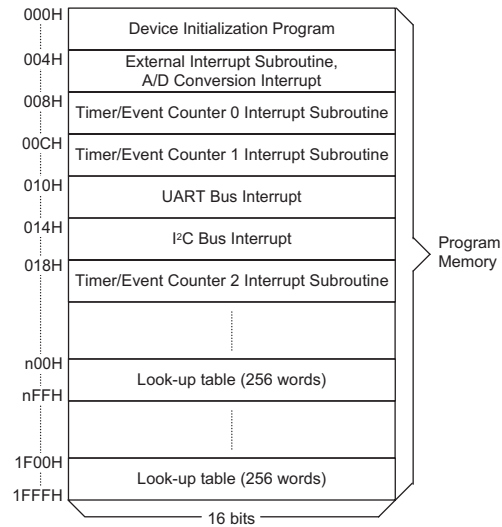 000H
Device Initialization Program
004H
External Interrupt Subroutine,
A/D Conversion Interrupt
008H
Timer/Event Counter 0 Interrupt Subroutine
00CH
Timer/Event Counter 1 Interrupt Subroutine
010H
UART Bus Interrupt
014H
I²C Bus Interrupt
018H
Timer/Event Counter 2 Interrupt Subroutine
Program
Memory
n00H
Look-up table (256 words)
nFFH
1F00H
Look-up table (256 words)
1FFFH
16 bits